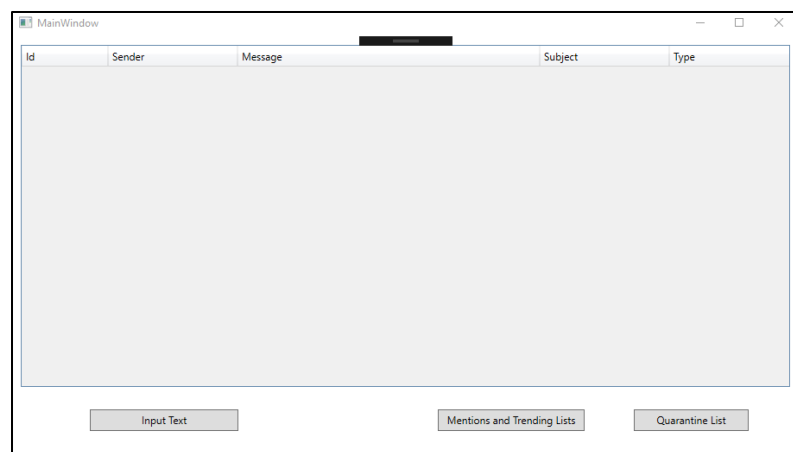 MainWindow
Id Sender Message Subject Type
Input Text Mentions and Trending Lists Quarantine List